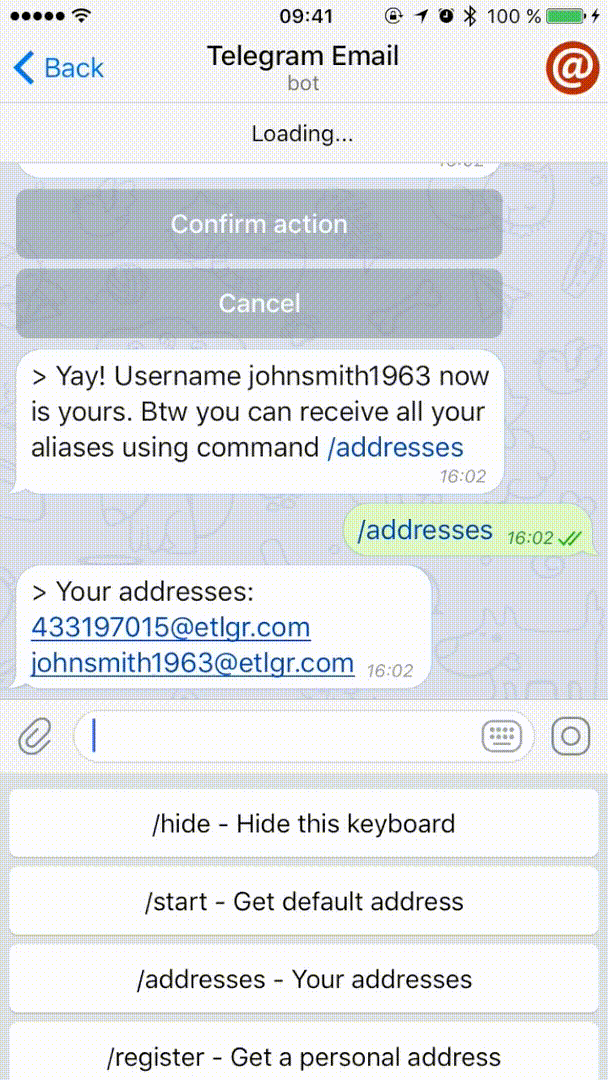 09:41
100 %
Back
Telegram Email
bot
@
Loading...
Confirm action
Cancel
> Yay! Username johnsmith1963 now
is yours. Btw you can receive all your
aliases using command /addresses
16:02
/addresses 16:02
> Your addresses:
433197015@etlgr.com
johnsmith1963@etlgr.com 16:02
/hide - Hide this keyboard
/start - Get default address
/addresses - Your addresses
/register - Get a personal address